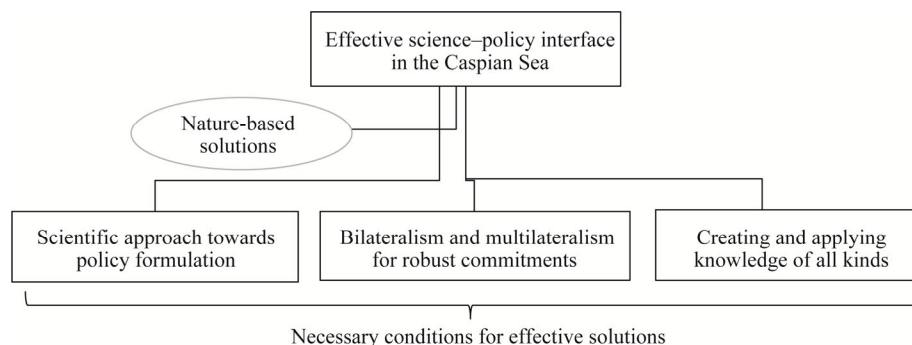 Effective science–policy interface
in the Caspian Sea
Nature-based
solutions
Scientific approach towards
policy formulation
Bilateralism and multilateralism
for robust commitments
Creating and applying
knowledge of all kinds
Necessary conditions for effective solutions